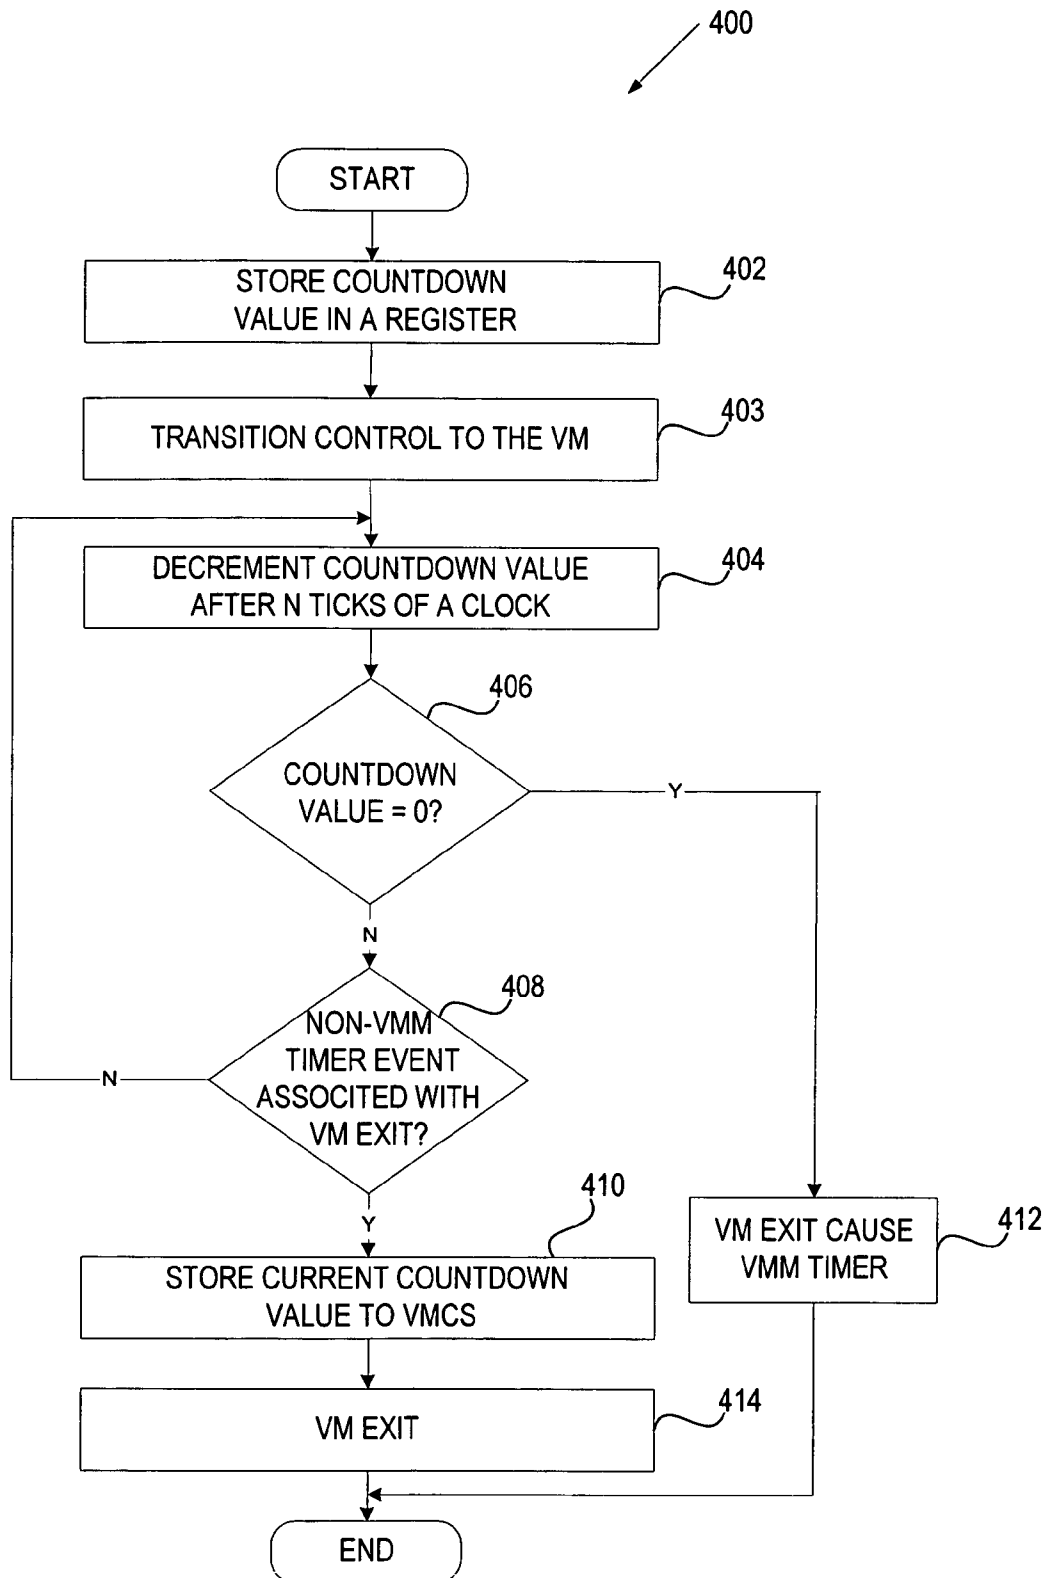 400
START
STORE COUNTDOWN
VALUE IN A REGISTER
402
TRANSITION CONTROL TO THE VM
403
DECREMENT COUNTDOWN VALUE
AFTER N TICKS OF A CLOCK
404
406
COUNTDOWN
VALUE = 0?
Y
N
408
NON-VMM
TIMER EVENT
ASSOCITED WITH
VM EXIT?
N
Y
410
STORE CURRENT COUNTDOWN
VALUE TO VMCS
VM EXIT CAUSE
VMM TIMER
412
VM EXIT
414
END